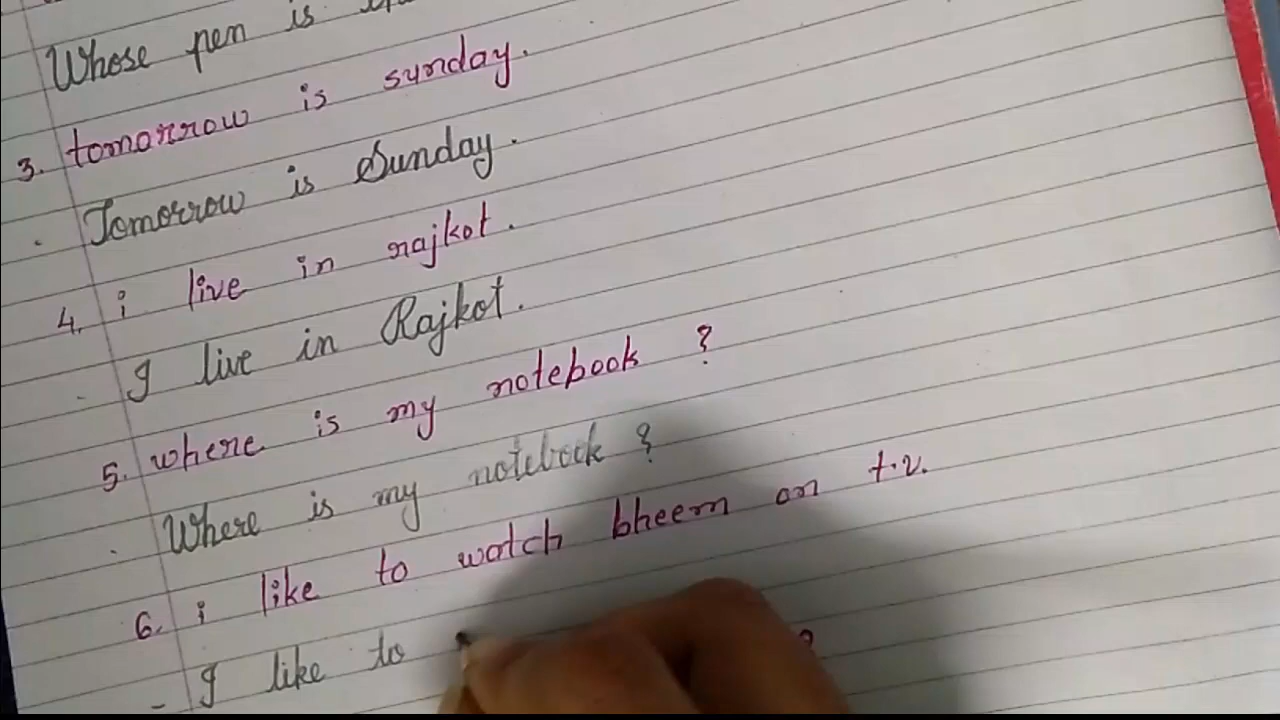 Whose pen is
3. tomorrow is sunday.
Tomorrow is Sunday.
4. i live in rajkot.
I live in Rajkot.
5. where is my notebook ?
Where is my notebook ?
6. i like to watch bheem on t.v.
I like to